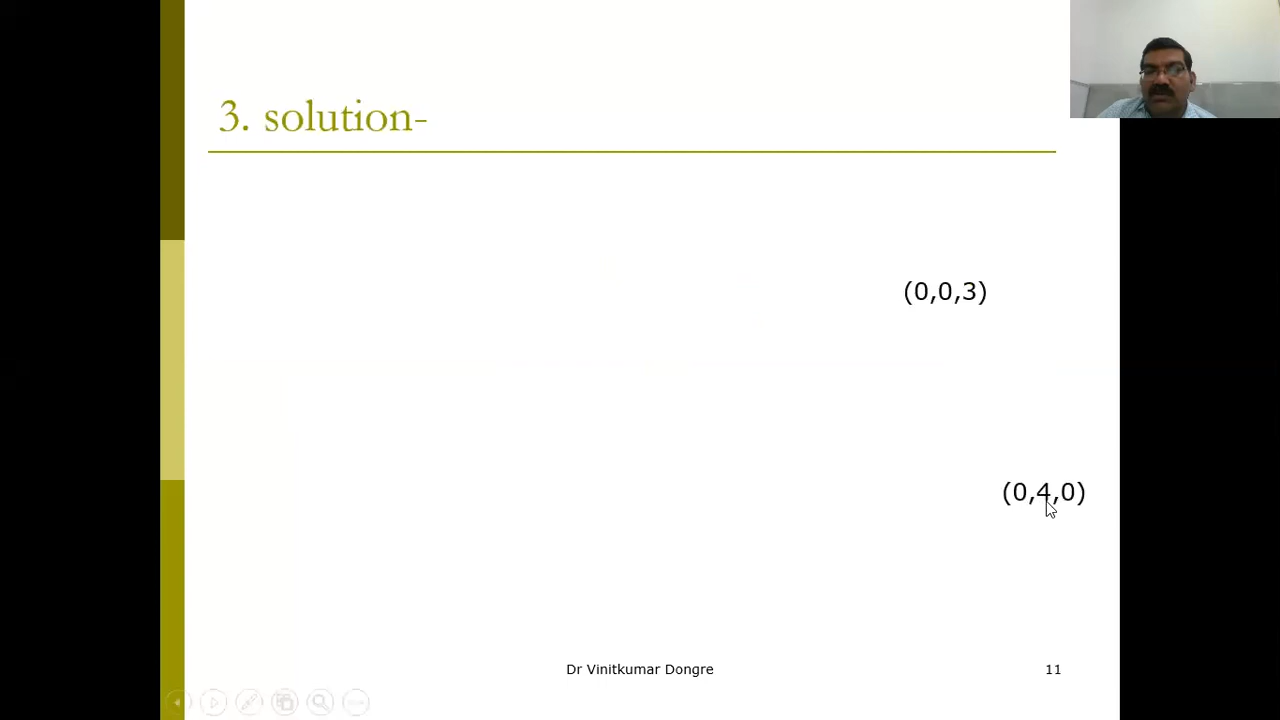 3. solution-
(0,0,3)
(0,4,0)
Dr Vinitkumar Dongre
11